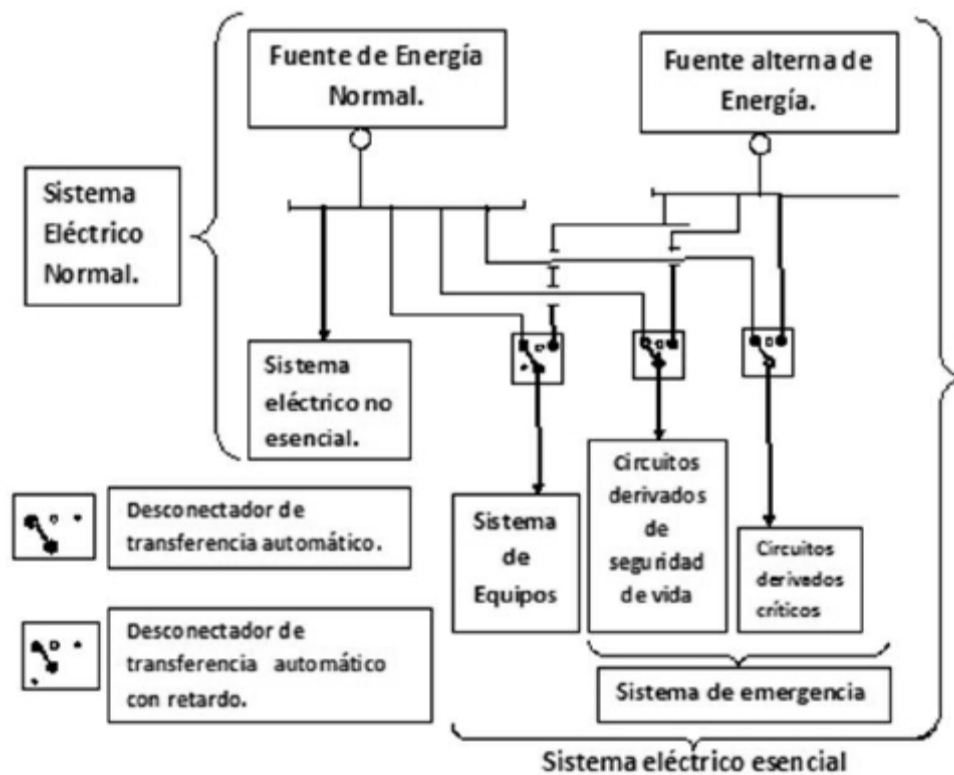 Fuente de Energía
Normal.
Fuente alterna de
Energía.
Sistema
Eléctrico
Normal.
Sistema
eléctrico no
esencial.
Desconectador de
transferencia automático.
Desconectador de
transferencia automático
con retardo.
Sistema
de
Equipos
Circuitos
derivados
de
seguridad
de vida
Circuitos
derivados
críticos
Sistema de emergencia
Sistema eléctrico esencial